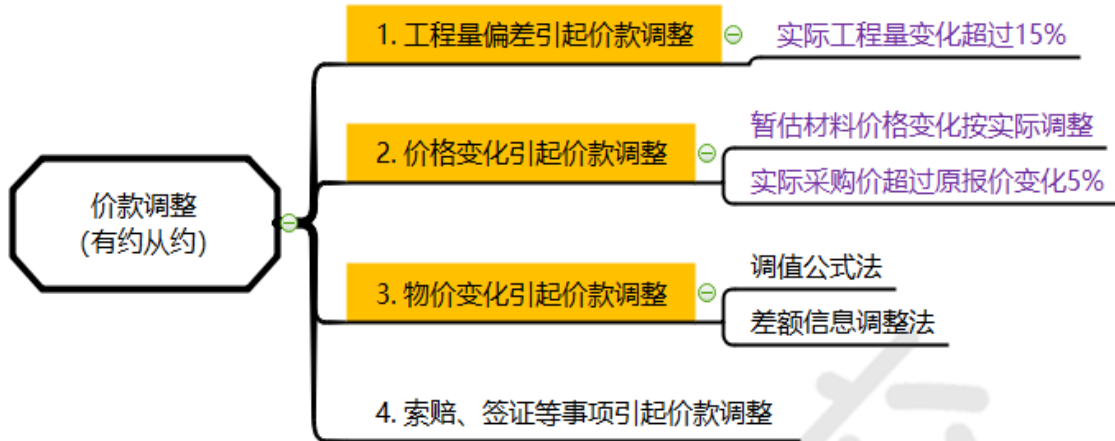 1. 工程量偏差引起价款调整
实际工程量变化超过15%
2. 价格变化引起价款调整
暂估材料价格变化按实际调整
实际采购价超过原报价变化5%
价款调整
(有约从约)
3. 物价变化引起价款调整
调值公式法
差额信息调整法
4. 索赔、签证等事项引起价款调整